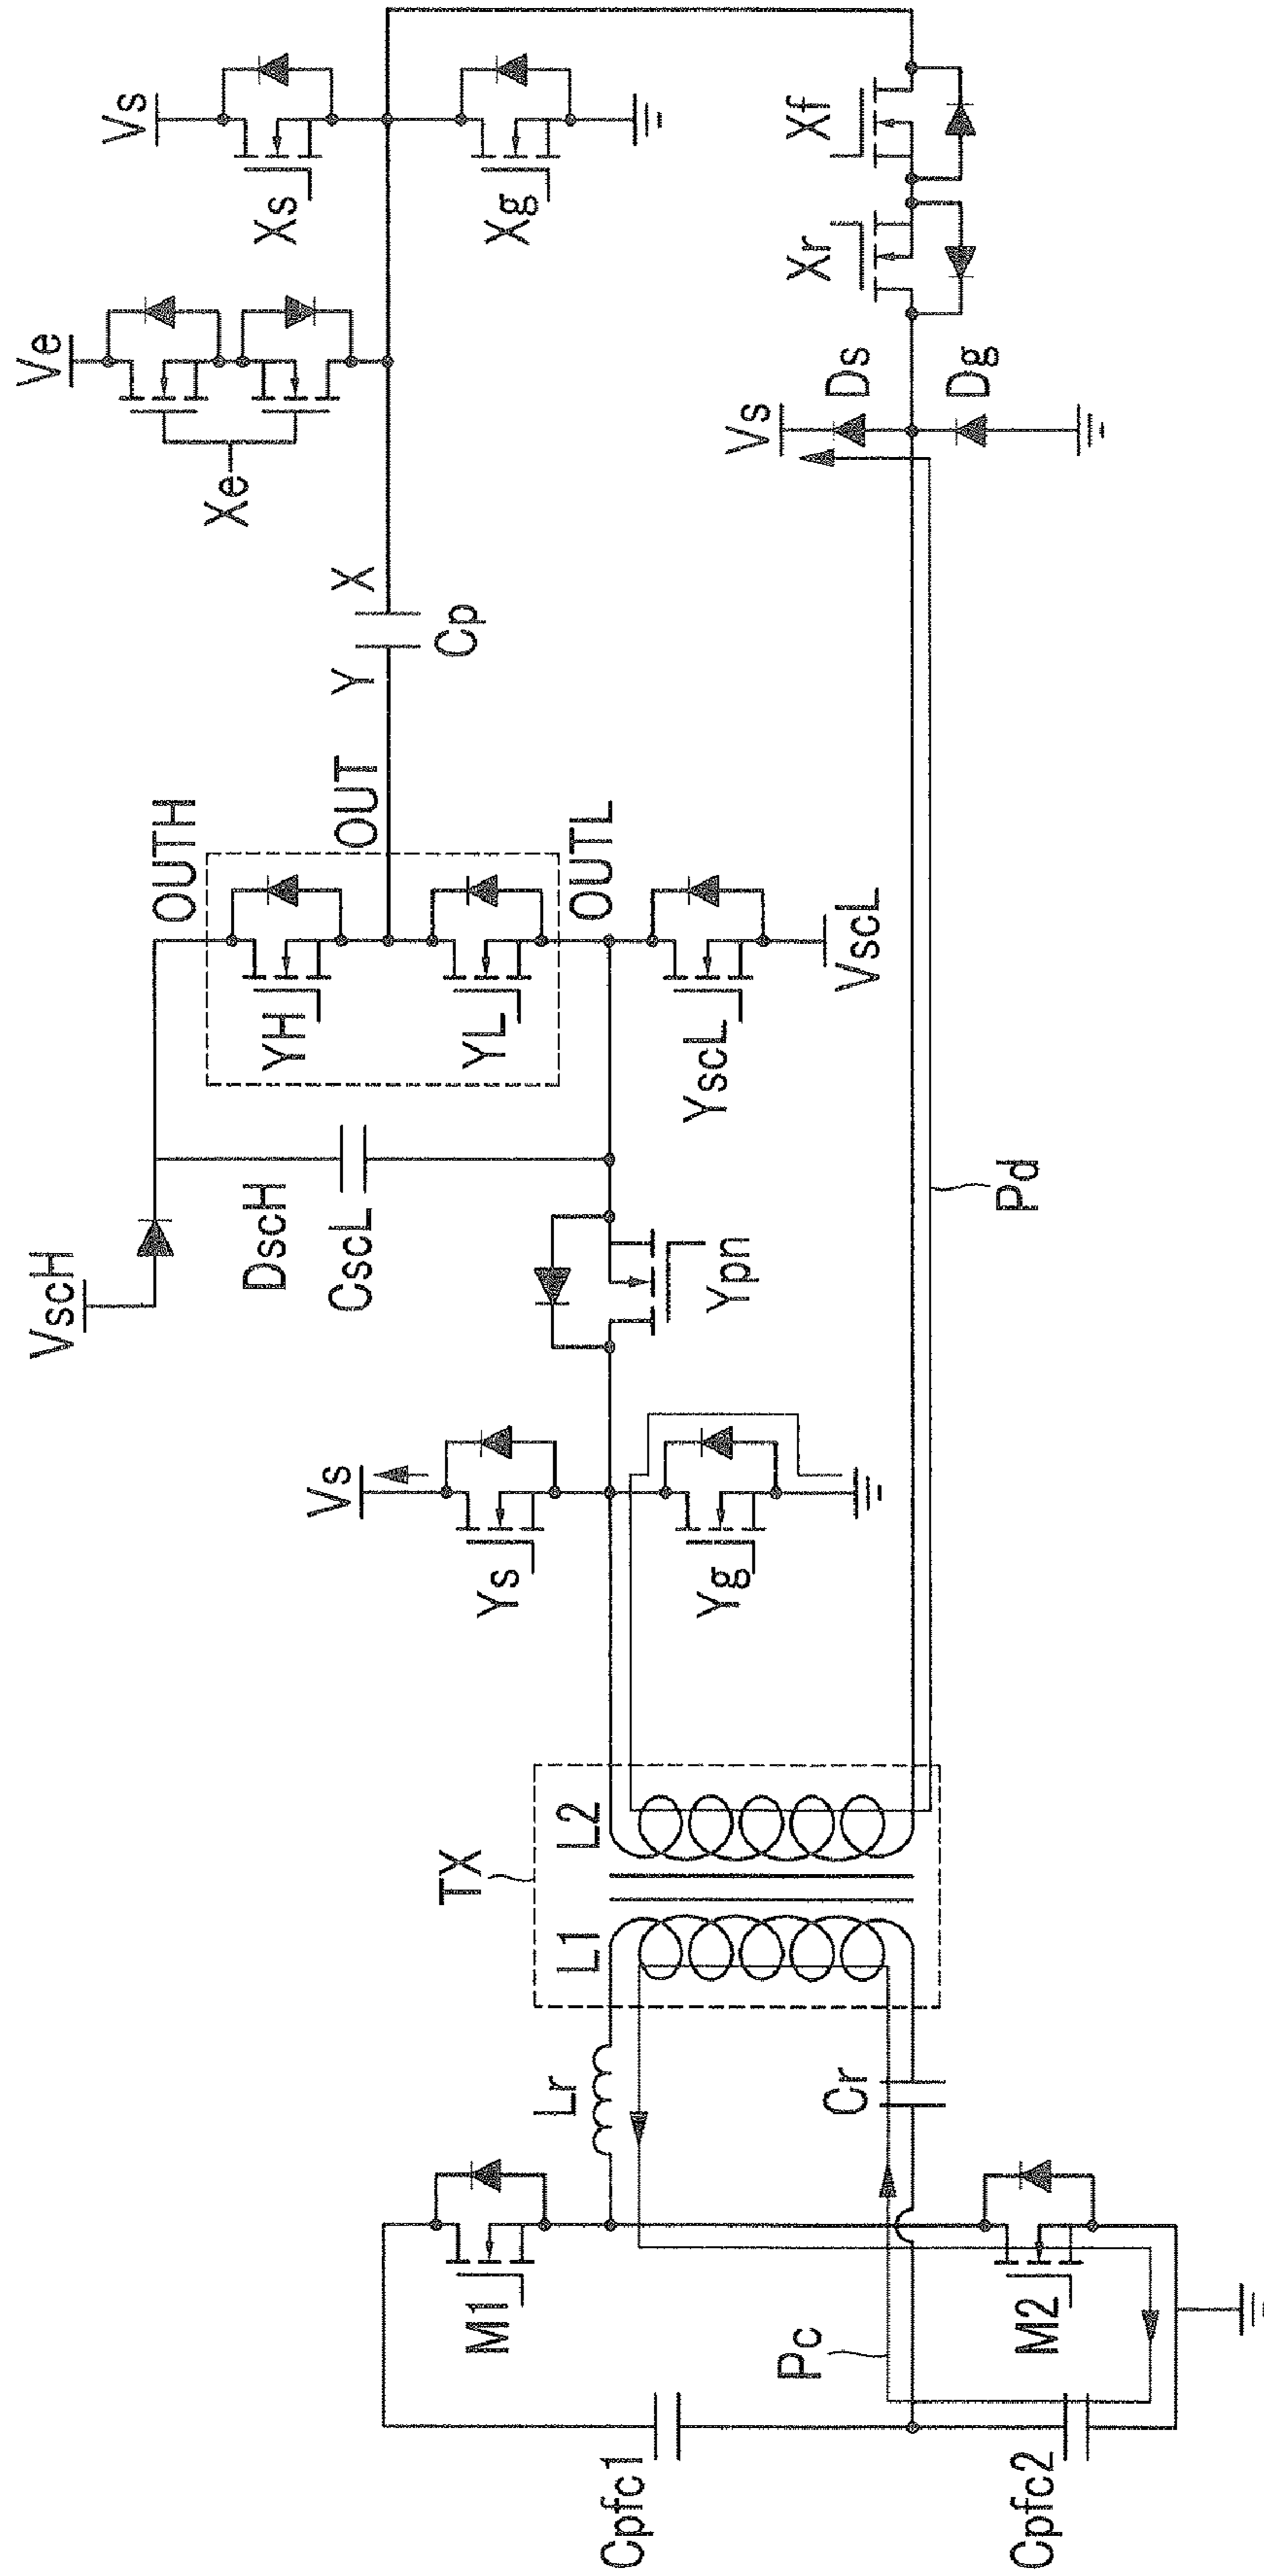 Vs
Xs
Xg
Xf
Xr
Ve
Xe
Vs
Ds
Dg
X
Y
Cp
OUTH
OUT
OUTL
YH
YL
YscL
VscL
VscH
DscH
CscL
Ypn
Pd
Vs
Ys
Yg
TX
L2
L1
Lr
Cr
M1
M2
Pc
Cpfc1
Cpfc2